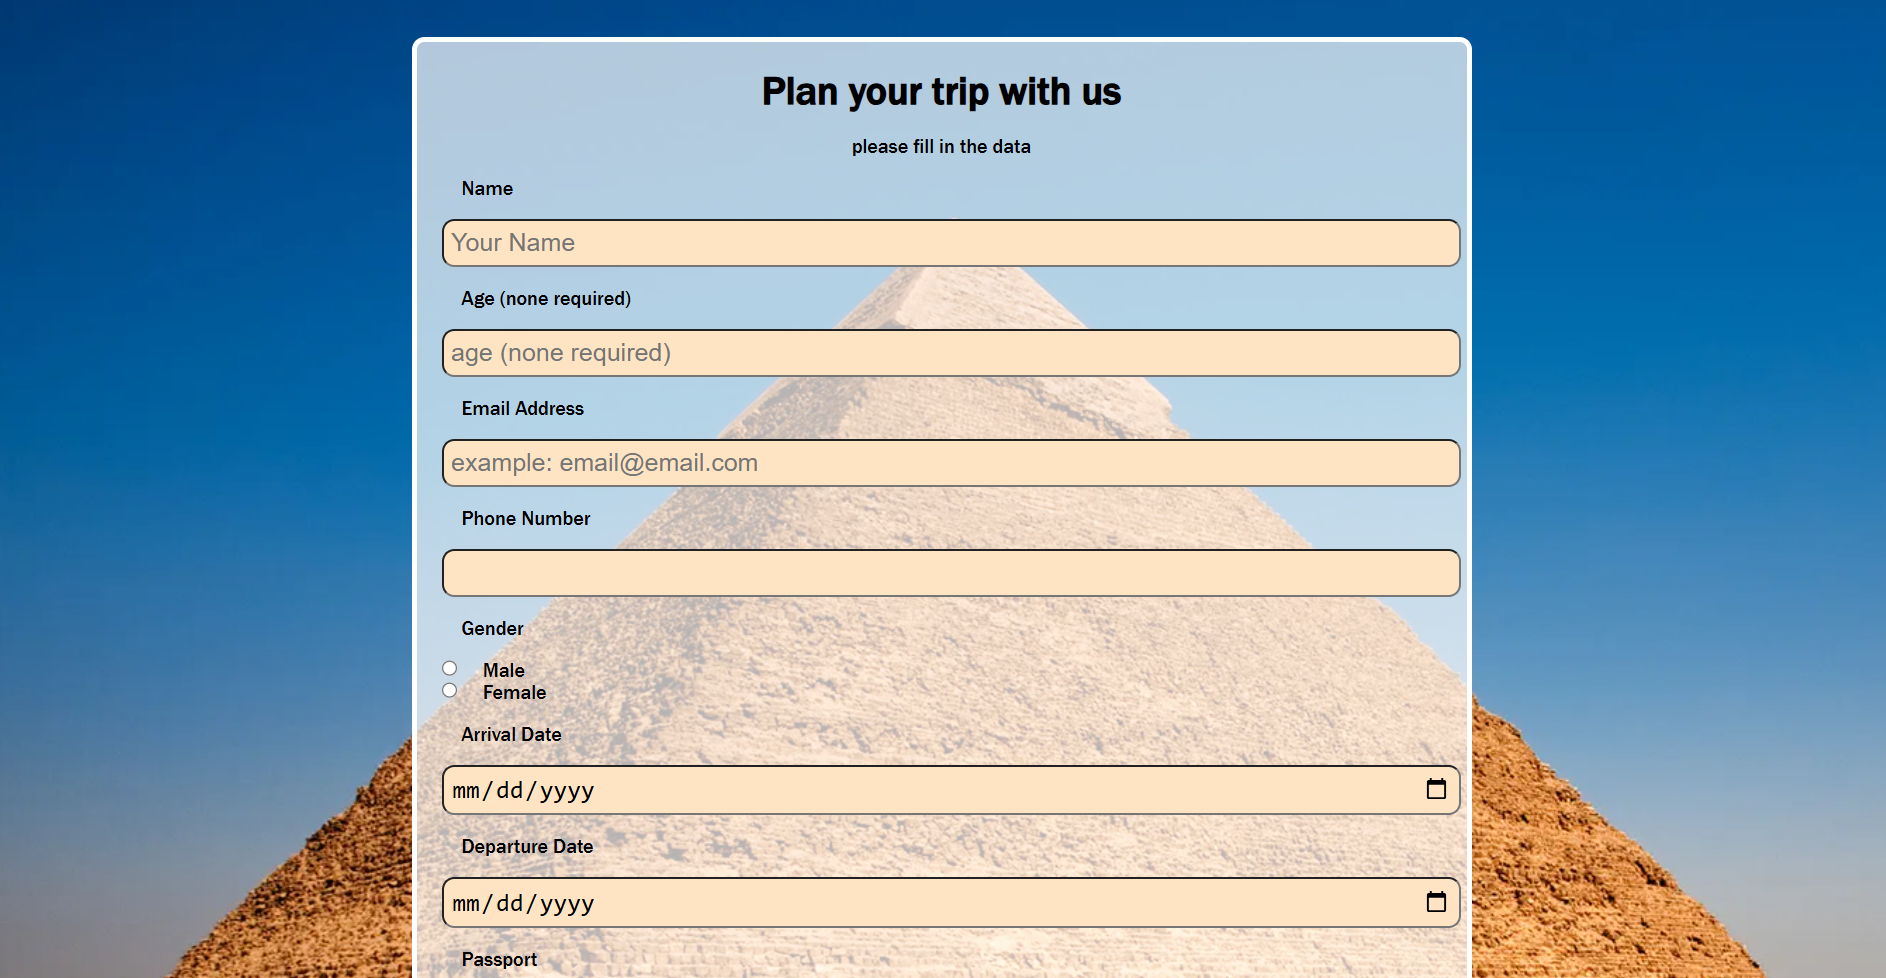 Plan your trip with us
please fill in the data
Name
Your Name
Age (none required)
age (none required)
Email Address
example: email@email.com
Phone Number
Gender
Male
Female
Arrival Date
mm/dd/yyyy
Departure Date
mm/dd/yyyy
Passport